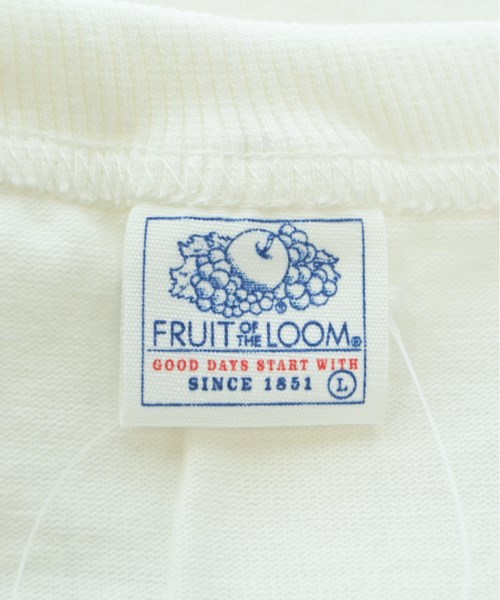 ®
FRUIT OF THE LOOM®
GOOD DAYS START WITH
SINCE 1851 L